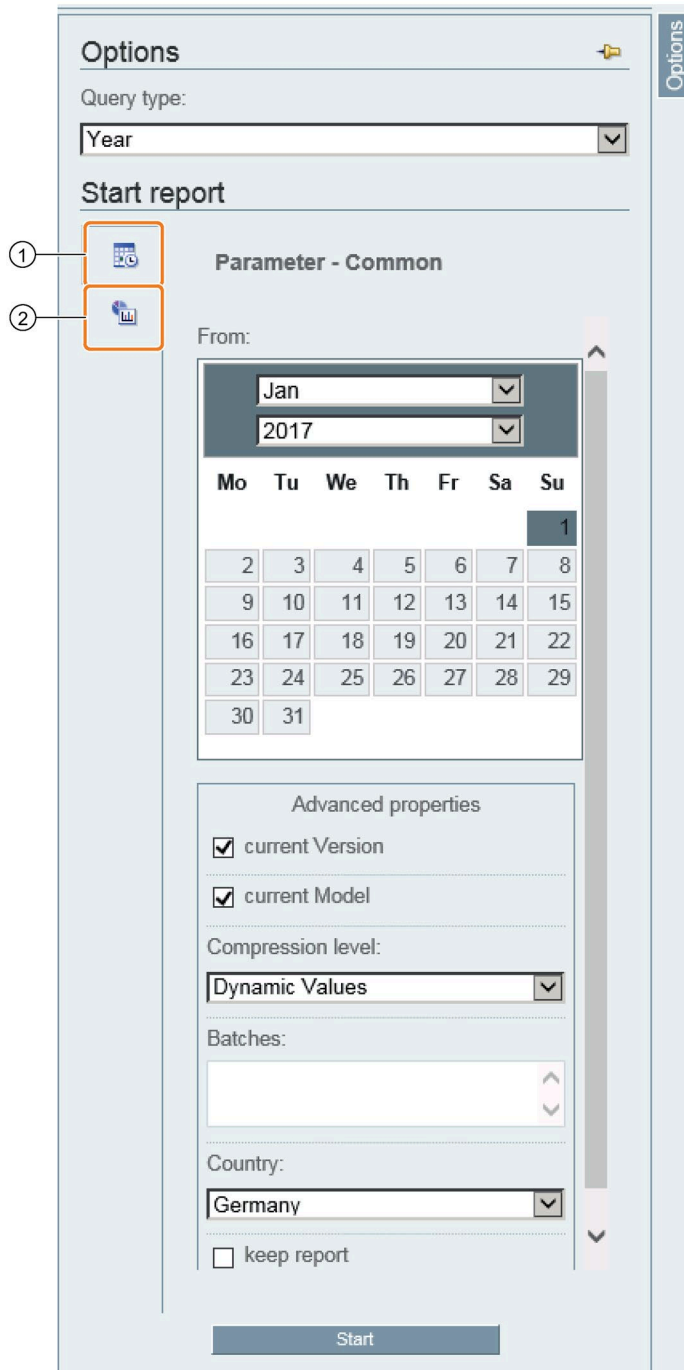 Options
Options
Query type:
Year
Start report
1
Parameter - Common
2
From:
Jan
2017
Mo Tu We Th Fr Sa Su
1
2 3 4 5 6 7 8
9 10 11 12 13 14 15
16 17 18 19 20 21 22
23 24 25 26 27 28 29
30 31
Advanced properties
current Version
current Model
Compression level:
Dynamic Values
Batches:
Country:
Germany
keep report
Start